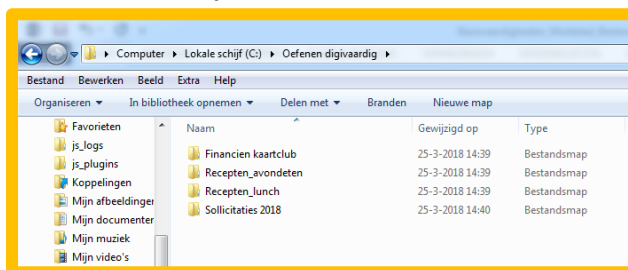 Computer ▸ Lokale schijf (C:) ▸ Oefenen digivaardig ▸
Bestand Bewerken Beeld Extra Help
Organiseren ▼ In bibliotheek opnemen ▼ Delen met ▼ Branden Nieuwe map
Favorieten
js_logs
js_plugins
Koppelingen
Mijn afbeeldingen
Mijn documenten
Mijn muziek
Mijn video's
Naam Gewijzigd op Type
Financien kaartclub 25-3-2018 14:39 Bestandsmap
Recepten_avondeten 25-3-2018 14:39 Bestandsmap
Recepten_lunch 25-3-2018 14:39 Bestandsmap
Sollicitaties 2018 25-3-2018 14:40 Bestandsmap